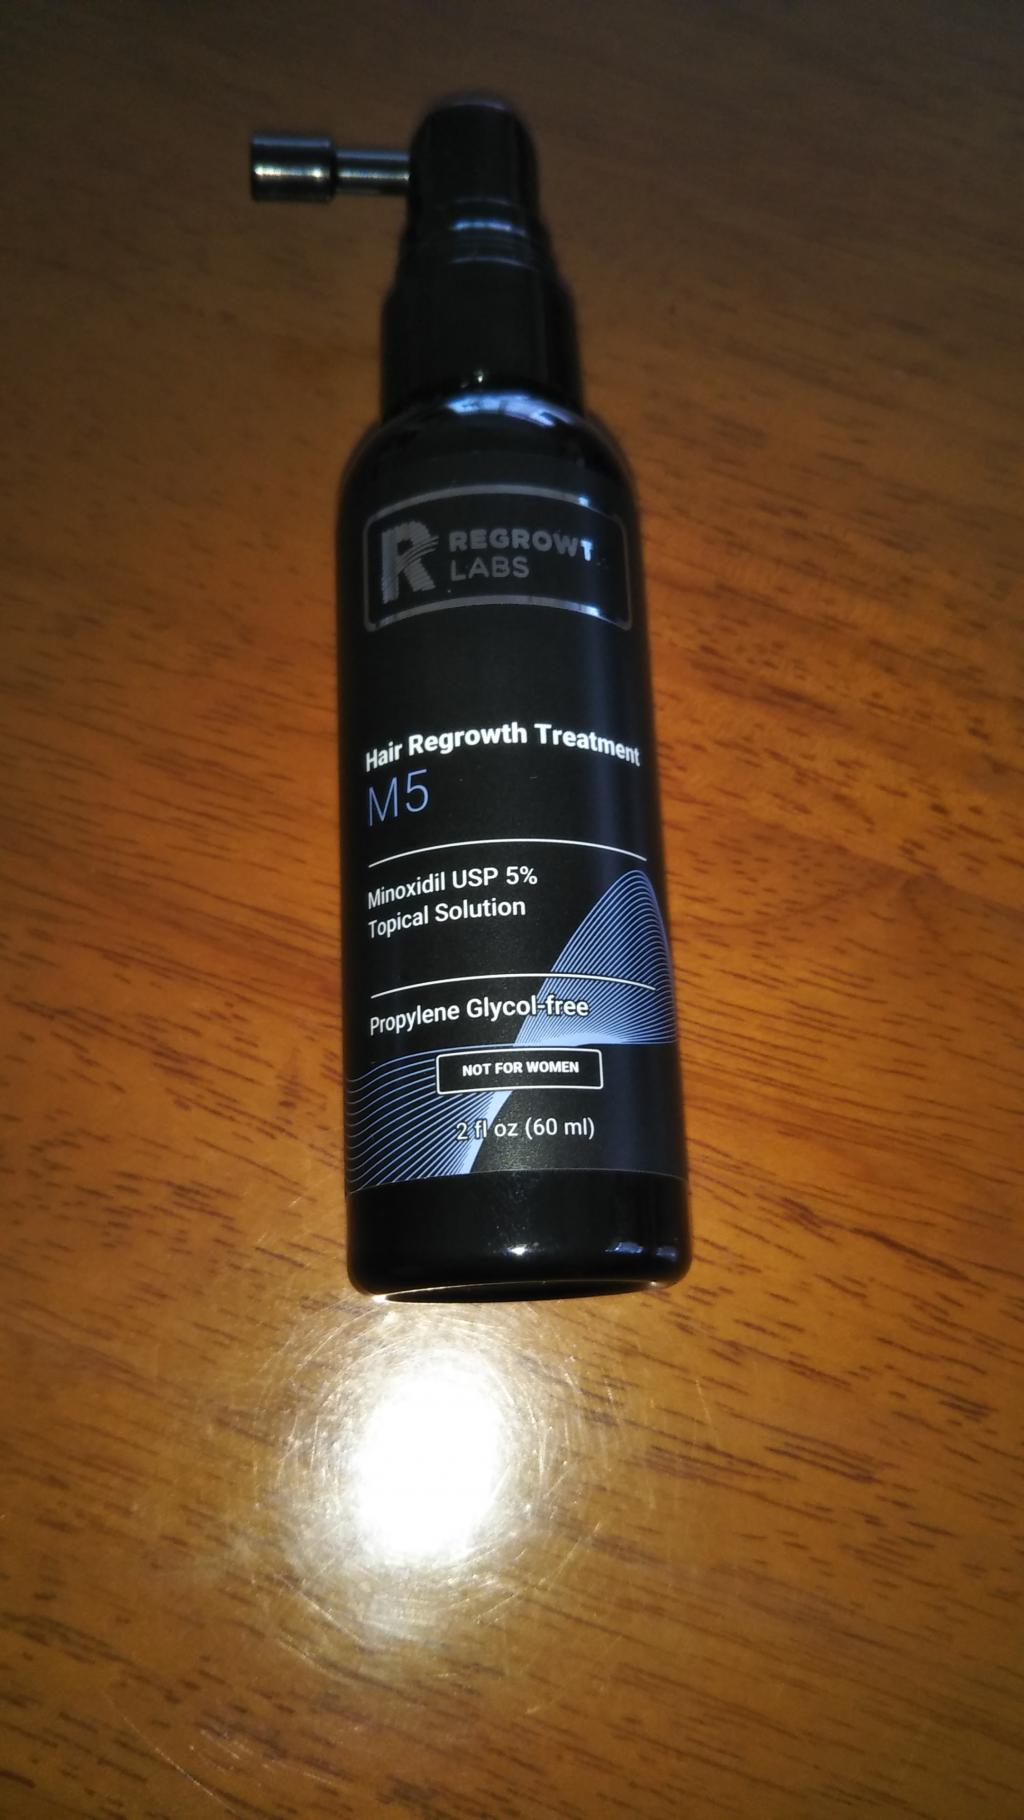 R
REGROWT
LABS
Hair Regrowth Treatment
M5
Minoxidil USP 5%
Topical Solution
Propylene Glycol-free
NOT FOR WOMEN
2 fl oz (60 ml)